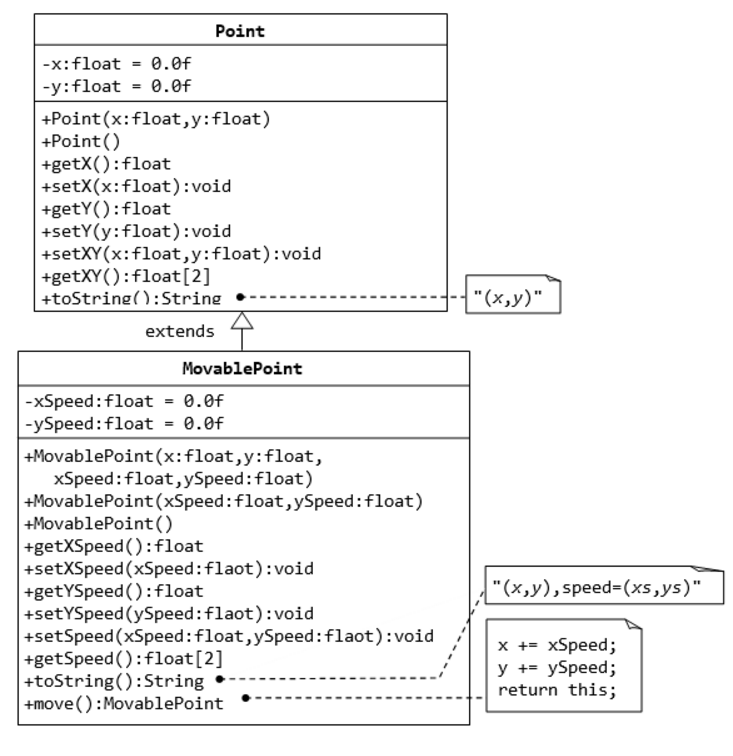 Point
-x:float = 0.0f
-y:float = 0.0f
+Point(x:float,y:float)
+Point()
+getX():float
+setX(x:float):void
+getY():float
+setY(y:float):void
+setXY(x:float,y:float):void
+getXY():float[2]
+toString():String
"(x,y)"
extends
MovablePoint
-xSpeed:float = 0.0f
-ySpeed:float = 0.0f
+MovablePoint(x:float,y:float,
xSpeed:float,ySpeed:float)
+MovablePoint(xSpeed:float,ySpeed:float)
+MovablePoint()
+getXSpeed():float
+setXSpeed(xSpeed:flaot):void
+getYSpeed():float
+setYSpeed(ySpeed:flaot):void
+setSpeed(xSpeed:float,ySpeed:flaot):void
+getSpeed():float[2]
+toString():String
+move():MovablePoint
"(x,y),speed=(xs,ys)"
x += xSpeed;
y += ySpeed;
return this;